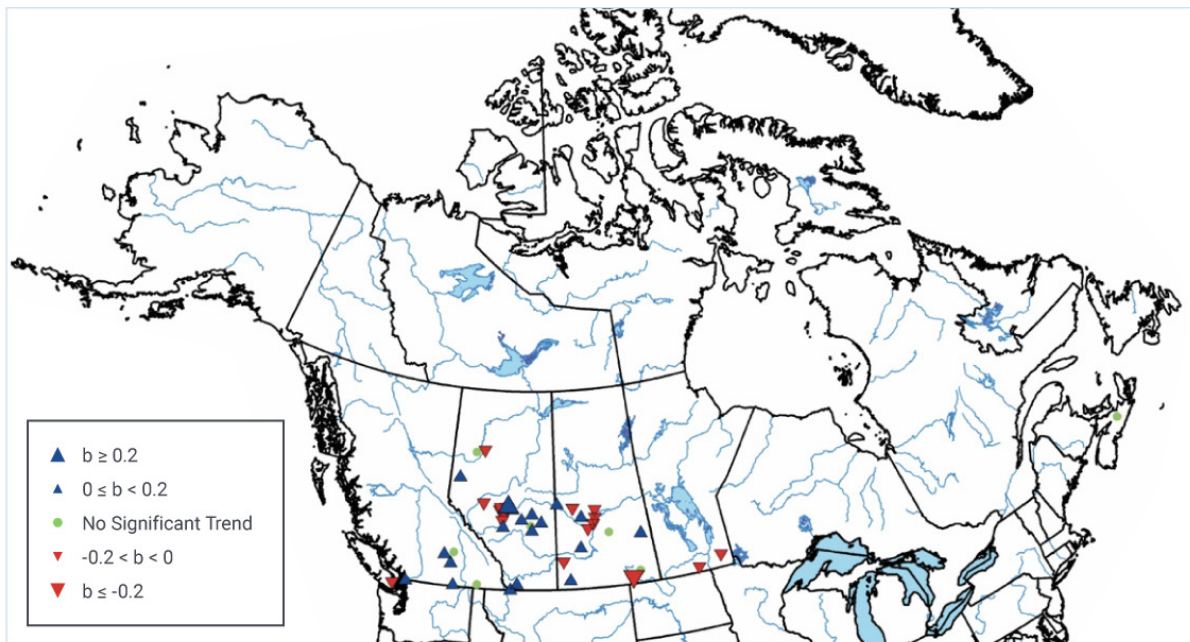 b ≥ 0.2
0 ≤ b < 0.2
No Significant Trend
-0.2 < b < 0
b ≤ -0.2